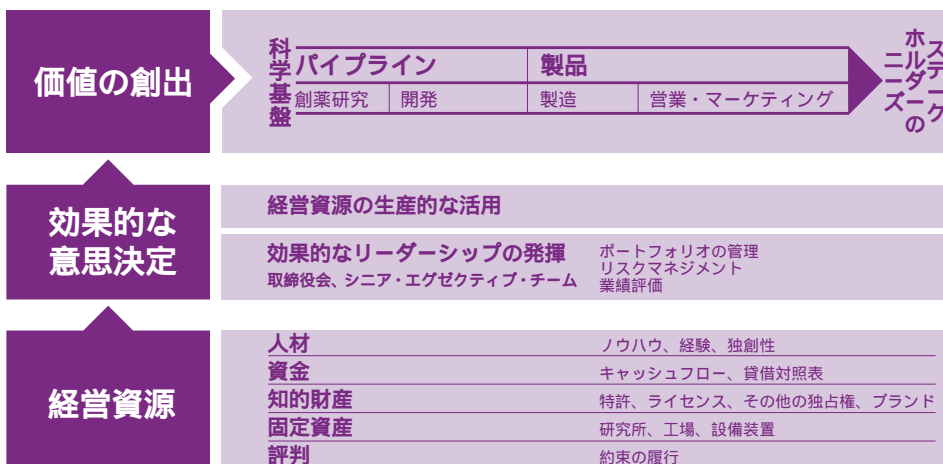 価値の創出
科学基盤
パイプライン
製品
創薬研究
開発
製造
営業・マーケティング
ステーク
ホルダーの
ニーズ
効果的な
意思決定
経営資源の生産的な活用
効果的なリーダーシップの発揮
取締役会、シニア・エグゼクティブ・チーム
ポートフォリオの管理
リスクマネジメント
業績評価
経営資源
人材
ノウハウ、経験、独創性
資金
キャッシュフロー、貸借対照表
知的財産
特許、ライセンス、その他の独占権、ブランド
固定資産
研究所、工場、設備装置
評判
約束の履行